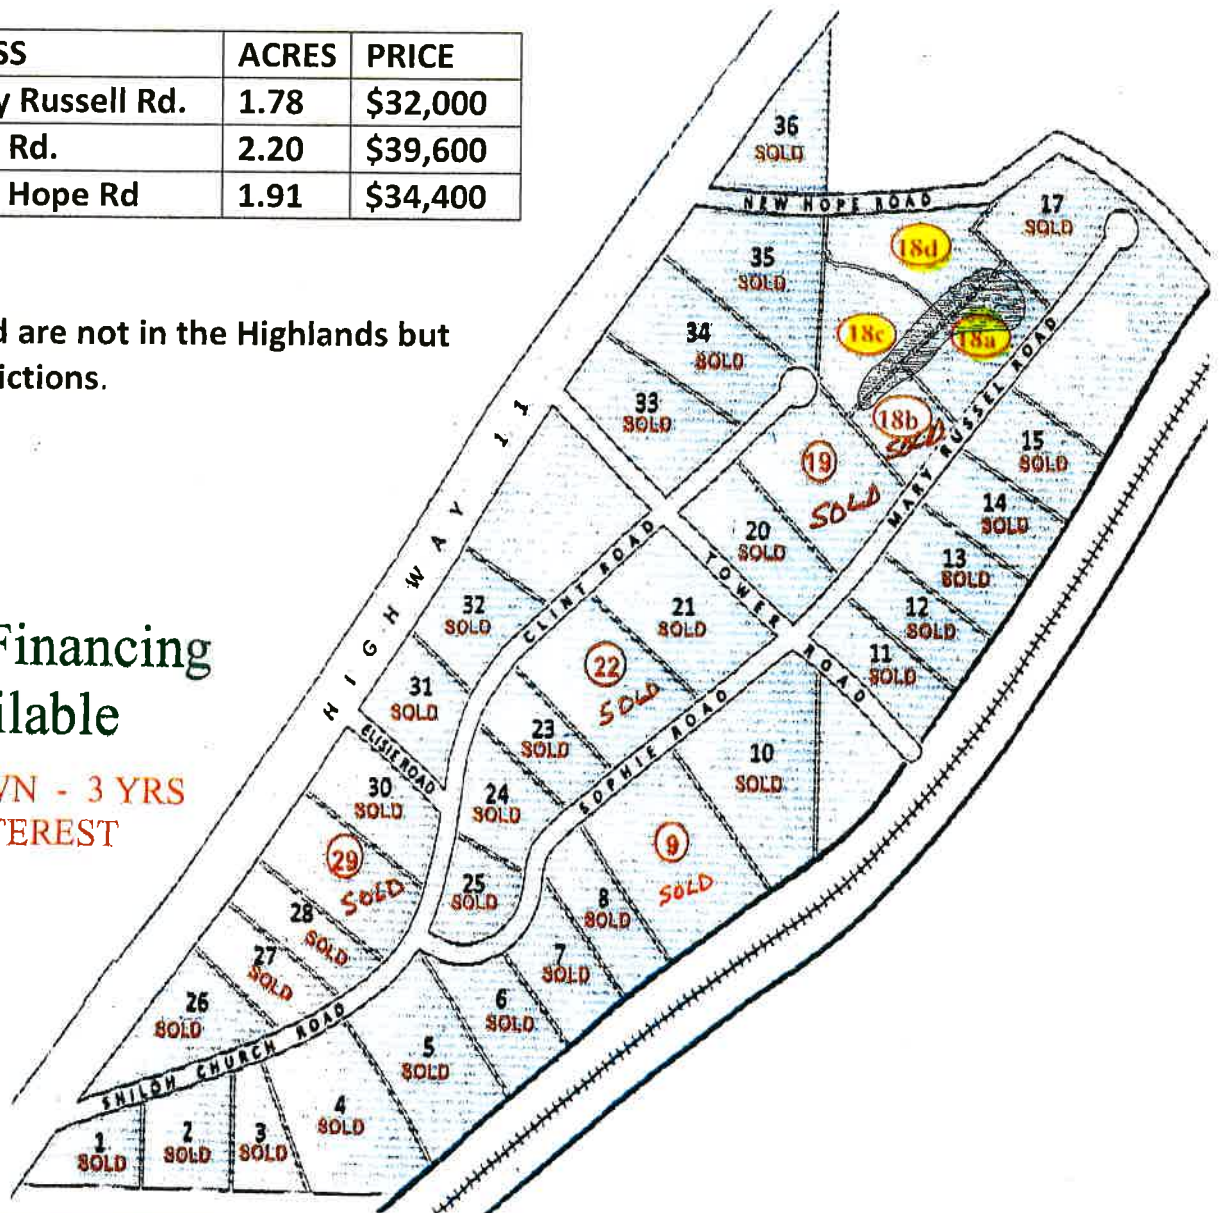 SS ACRES PRICE
y Russell Rd. 1.78 $32,000
Rd. 2.20 $39,600
Hope Rd 1.91 $34,400
d are not in the Highlands but
ictions.
Financing
ilable
VN - 3 YRS
TEREST
36
SOLD
NEW HOPE ROAD
17
SOLD
18d
35
SOLD
18c
18a
34
SOLD
33
SOLD
18b
SOLD
MARY RUSSEL ROAD
HIGHWAY 11
19
SOLD
15
SOLD
14
SOLD
20
SOLD
13
SOLD
CLINT ROAD
TOWER ROAD
32
SOLD
21
SOLD
12
SOLD
11
SOLD
22
SOLD
31
SOLD
ELISIE ROAD
23
SOLD
SOPHIE ROAD
10
SOLD
30
SOLD
24
SOLD
29
SOLD
9
SOLD
25
SOLD
8
SOLD
28
SOLD
27
SOLD
7
SOLD
26
SOLD
6
SOLD
SHILOH CHURCH ROAD
5
SOLD
4
SOLD
1
SOLD
2
SOLD
3
SOLD